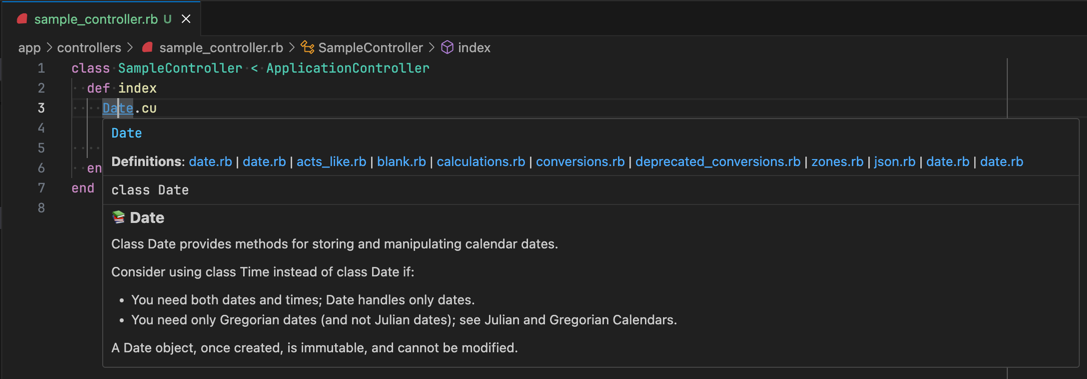 sample_controller.rb U
app > controllers > sample_controller.rb > SampleController > index
1 class SampleController < ApplicationController
2 def index
3 Date.cu
4
5
6 en
7 end
8
Date
Definitions: date.rb | date.rb | acts_like.rb | blank.rb | calculations.rb | conversions.rb | deprecated_conversions.rb | zones.rb | json.rb | date.rb | date.rb
class Date
📚 Date
Class Date provides methods for storing and manipulating calendar dates.
Consider using class Time instead of class Date if:
• You need both dates and times; Date handles only dates.
• You need only Gregorian dates (and not Julian dates); see Julian and Gregorian Calendars.
A Date object, once created, is immutable, and cannot be modified.